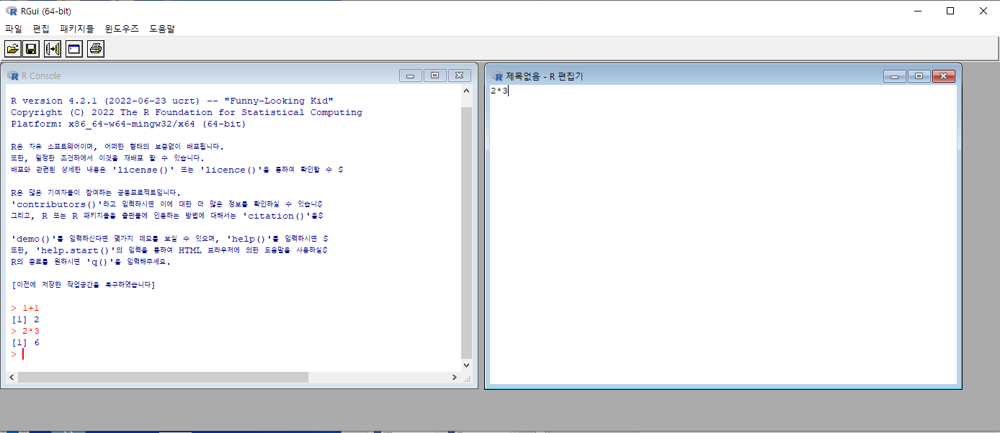 RGui (64-bit)
파일 편집 패키지들 윈도우즈 도움말
R Console
R version 4.2.1 (2022-06-23 ucrt) -- "Funny-Looking Kid"
Copyright (C) 2022 The R Foundation for Statistical Computing
Platform: x86_64-w64-mingw32/x64 (64-bit)
R은 자유 소프트웨어이며, 어떠한 형태의 보증없이 배포됩니다.
또한, 일정한 조건하에서 이것을 재배포 할 수 있습니다.
배포와 관련된 상세한 내용은 'license()' 또는 'licence()'을 통하여 확인할 수 $
R은 많은 기여자들이 참여하는 공동프로젝트입니다.
'contributors()'라고 입력하시면 이에 대한 더 많은 정보를 확인하실 수 있습니$
그리고, R 또는 R 패키지들을 출판물에 인용하는 방법에 대해서는 'citation()'을$
'demo()'를 입력하신다면 몇가지 데모를 보실 수 있으며, 'help()'를 입력하시면 $
또한, 'help.start()'의 입력을 통하여 HTML 브라우저에 의한 도움말을 사용하실$
R의 종료를 원하시면 'q()'을 입력해주세요.
[이전에 저장한 작업공간을 복구하였습니다]
> 1+1
[1] 2
> 2*3
[1] 6
>
제목없음 - R 편집기
2*3